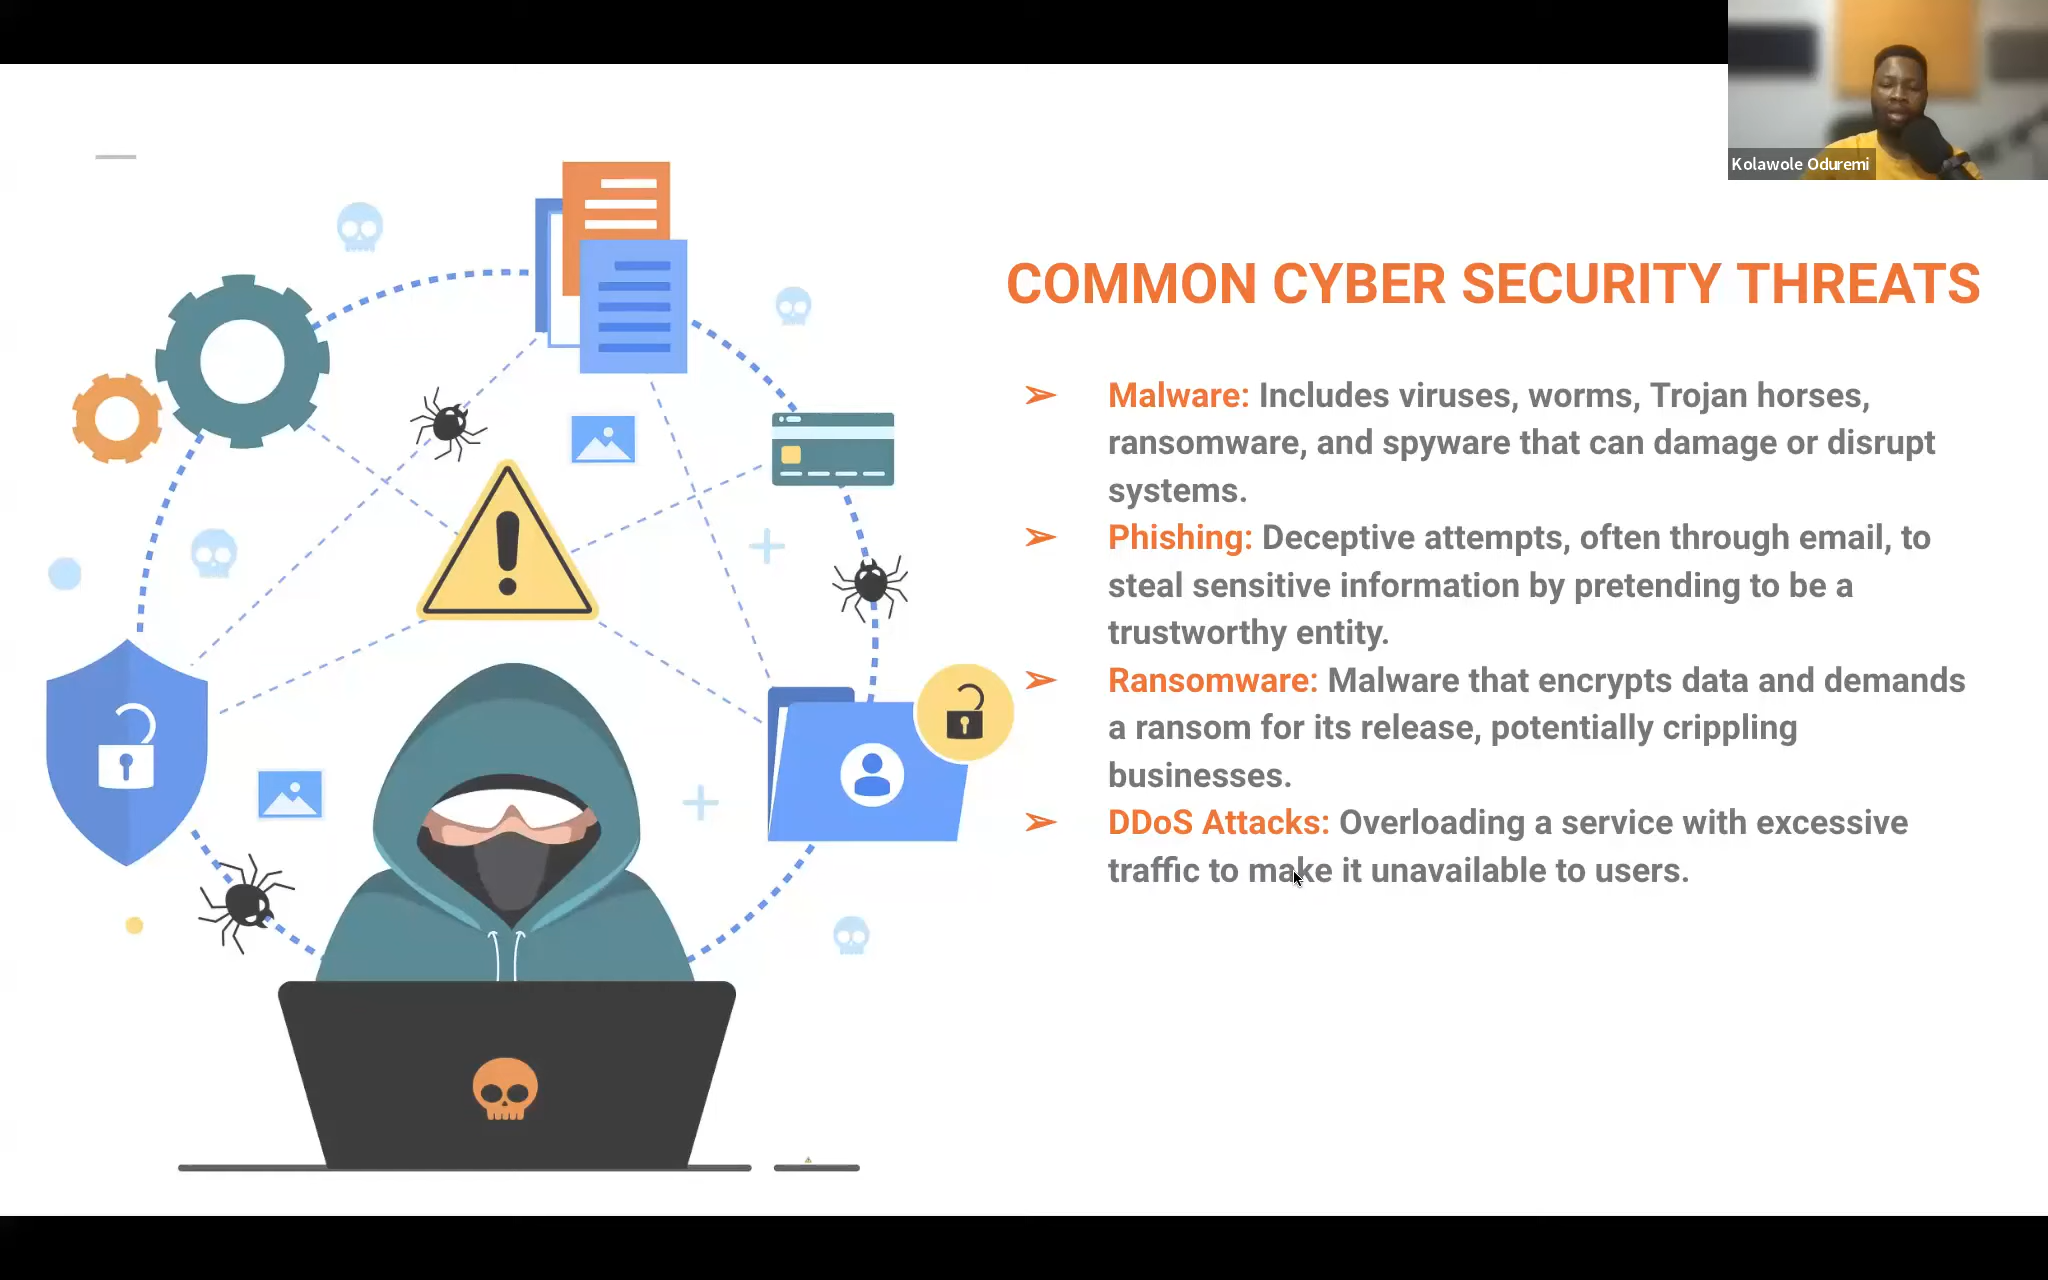 Kolawole Oduremi
COMMON CYBER SECURITY THREATS
➢ Malware: Includes viruses, worms, Trojan horses,
ransomware, and spyware that can damage or disrupt
systems.
➢ Phishing: Deceptive attempts, often through email, to
steal sensitive information by pretending to be a
trustworthy entity.
➢ Ransomware: Malware that encrypts data and demands
a ransom for its release, potentially crippling
businesses.
➢ DDoS Attacks: Overloading a service with excessive
traffic to make it unavailable to users.